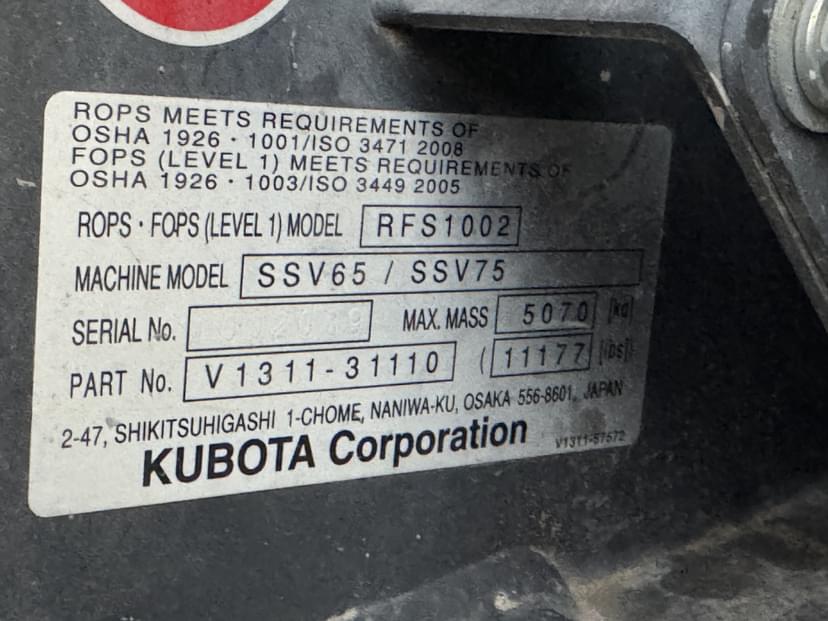 ROPS MEETS REQUIREMENTS OF
OSHA 1926 · 1001/ISO 3471 2008
FOPS (LEVEL 1) MEETS REQUIREMENTS OF
OSHA 1926 · 1003/ISO 3449 2005
ROPS · FOPS (LEVEL 1) MODEL RFS1002
MACHINE MODEL SSV65 / SSV75
SERIAL No. MAX. MASS 5070 [kg]
PART No. V1311-31110 (11177 [lbs])
2-47, SHIKITSUHIGASHI 1-CHOME, NANIWA-KU, OSAKA 556-8601, JAPAN
KUBOTA Corporation V1311-57572